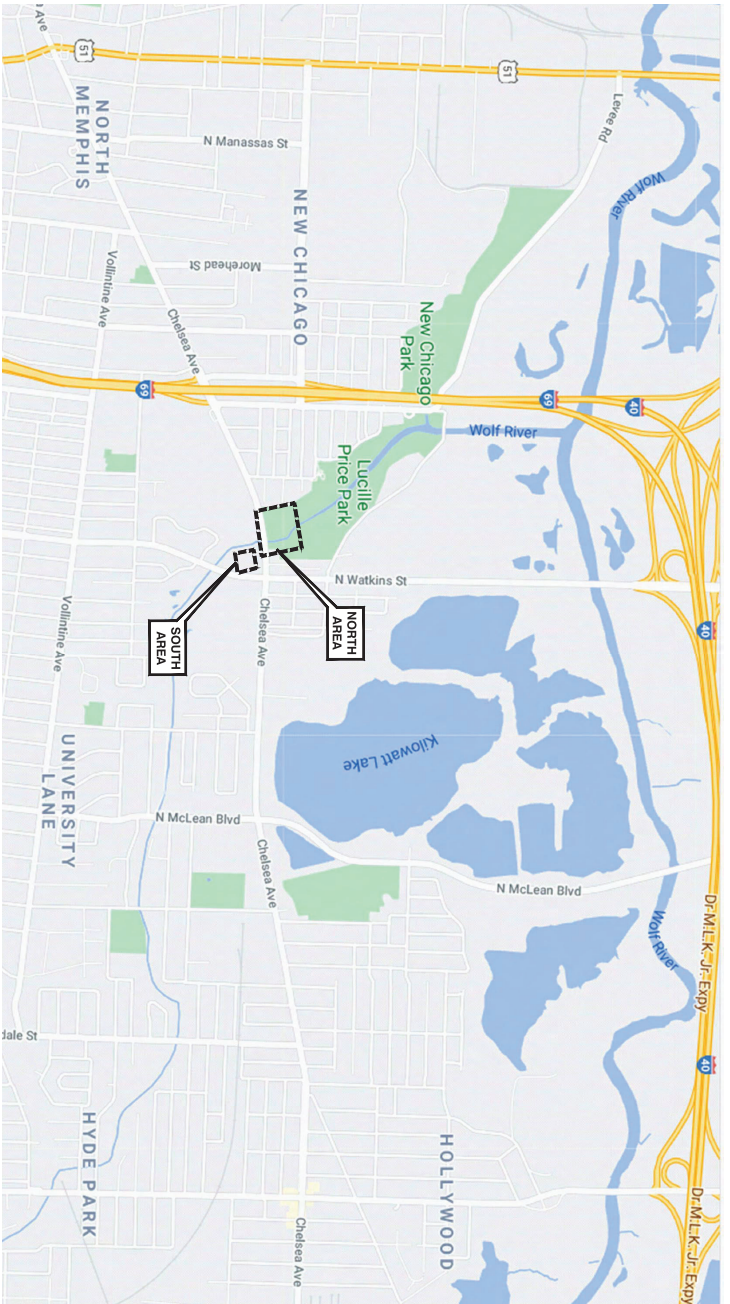 40
Dr M.L.K. Jr. Expy
40
Dr M.L.K. Jr. Expy
40
Wolf River
Wolf River
Levee Rd
51
69
Wolf River
N McLean Blvd
HOLLYWOOD
New Chicago
Park
Lucille
Price Park
N Watkins St
Kilowatt Lake
NORTH
AREA
NEW CHICAGO
N Manassas St
Morehead St
Chelsea Ave
Chelsea Ave
Chelsea Ave
Chelsea Ave
N McLean Blvd
SOUTH
AREA
69
NORTH
MEMPHIS
51
Vollintine Ave
Vollintine Ave
UNIVERSITY
LANE
HYDE PARK
a Ave
dale St